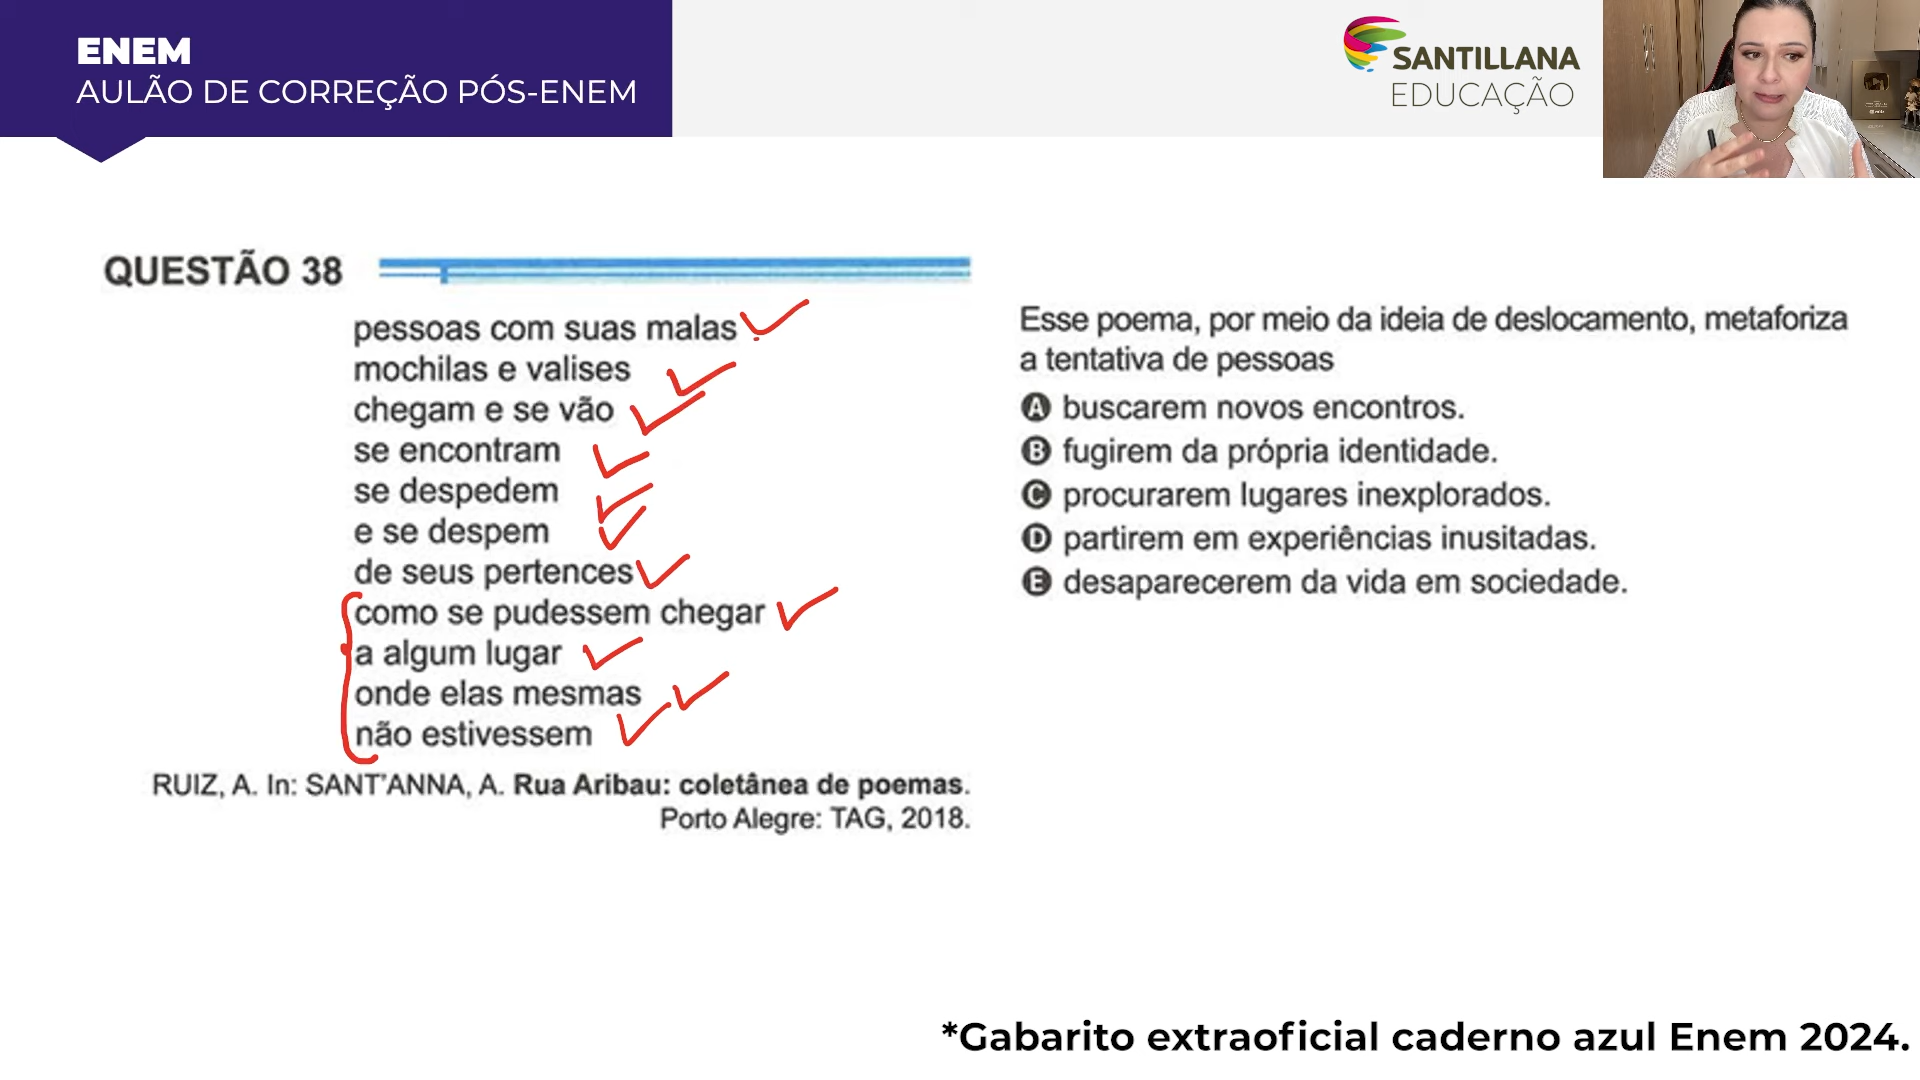 ENEM
AULÃO DE CORREÇÃO PÓS-ENEM
SANTILLANA
EDUCAÇÃO
QUESTÃO 38
pessoas com suas malas
mochilas e valises
chegam e se vão
se encontram
se despedem
e se despem
de seus pertences
como se pudessem chegar
a algum lugar
onde elas mesmas
não estivessem
RUIZ, A. In: SANT'ANNA, A. Rua Aribau: coletânea de poemas.
Porto Alegre: TAG, 2018.
Esse poema, por meio da ideia de deslocamento, metaforiza
a tentativa de pessoas
A buscarem novos encontros.
B fugirem da própria identidade.
C procurarem lugares inexplorados.
D partirem em experiências inusitadas.
E desaparecerem da vida em sociedade.
*Gabarito extraoficial caderno azul Enem 2024.